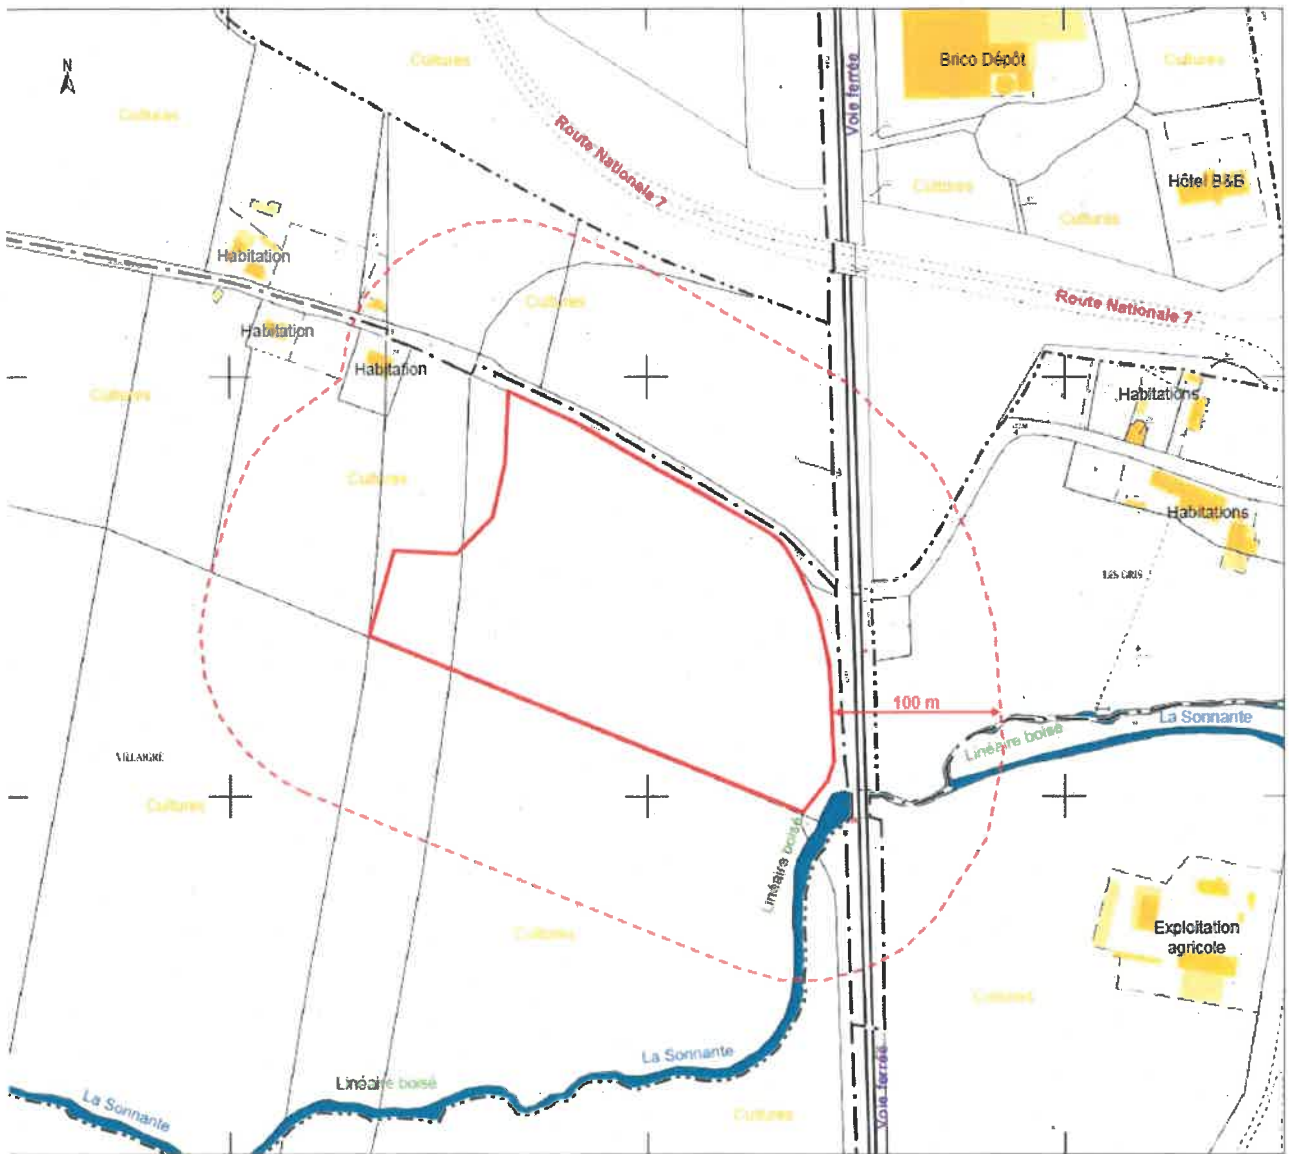 N
Cultures
Brico Dépôt
Cultures
Voie ferrée
Cultures
Route Nationale 7
Hôtel B&B
Cultures
Cultures
Habitation
Cultures
Route Nationale 7
Habitation
Habitation
Habitations
Cultures
Cultures
Habitations
LES GRIS
100 m
La Sonnante
Linéaire boisé
VILLAIGRE
Cultures
Linéaire boisé
Cultures
Exploitation
agricole
Cultures
La Sonnante
Linéaire boisé
La Sonnante
Voie ferrée
Cultures